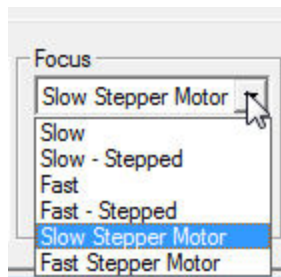 Focus
Slow Stepper Motor
Slow
Slow - Stepped
Fast
Fast - Stepped
Slow Stepper Motor
Fast Stepper Motor